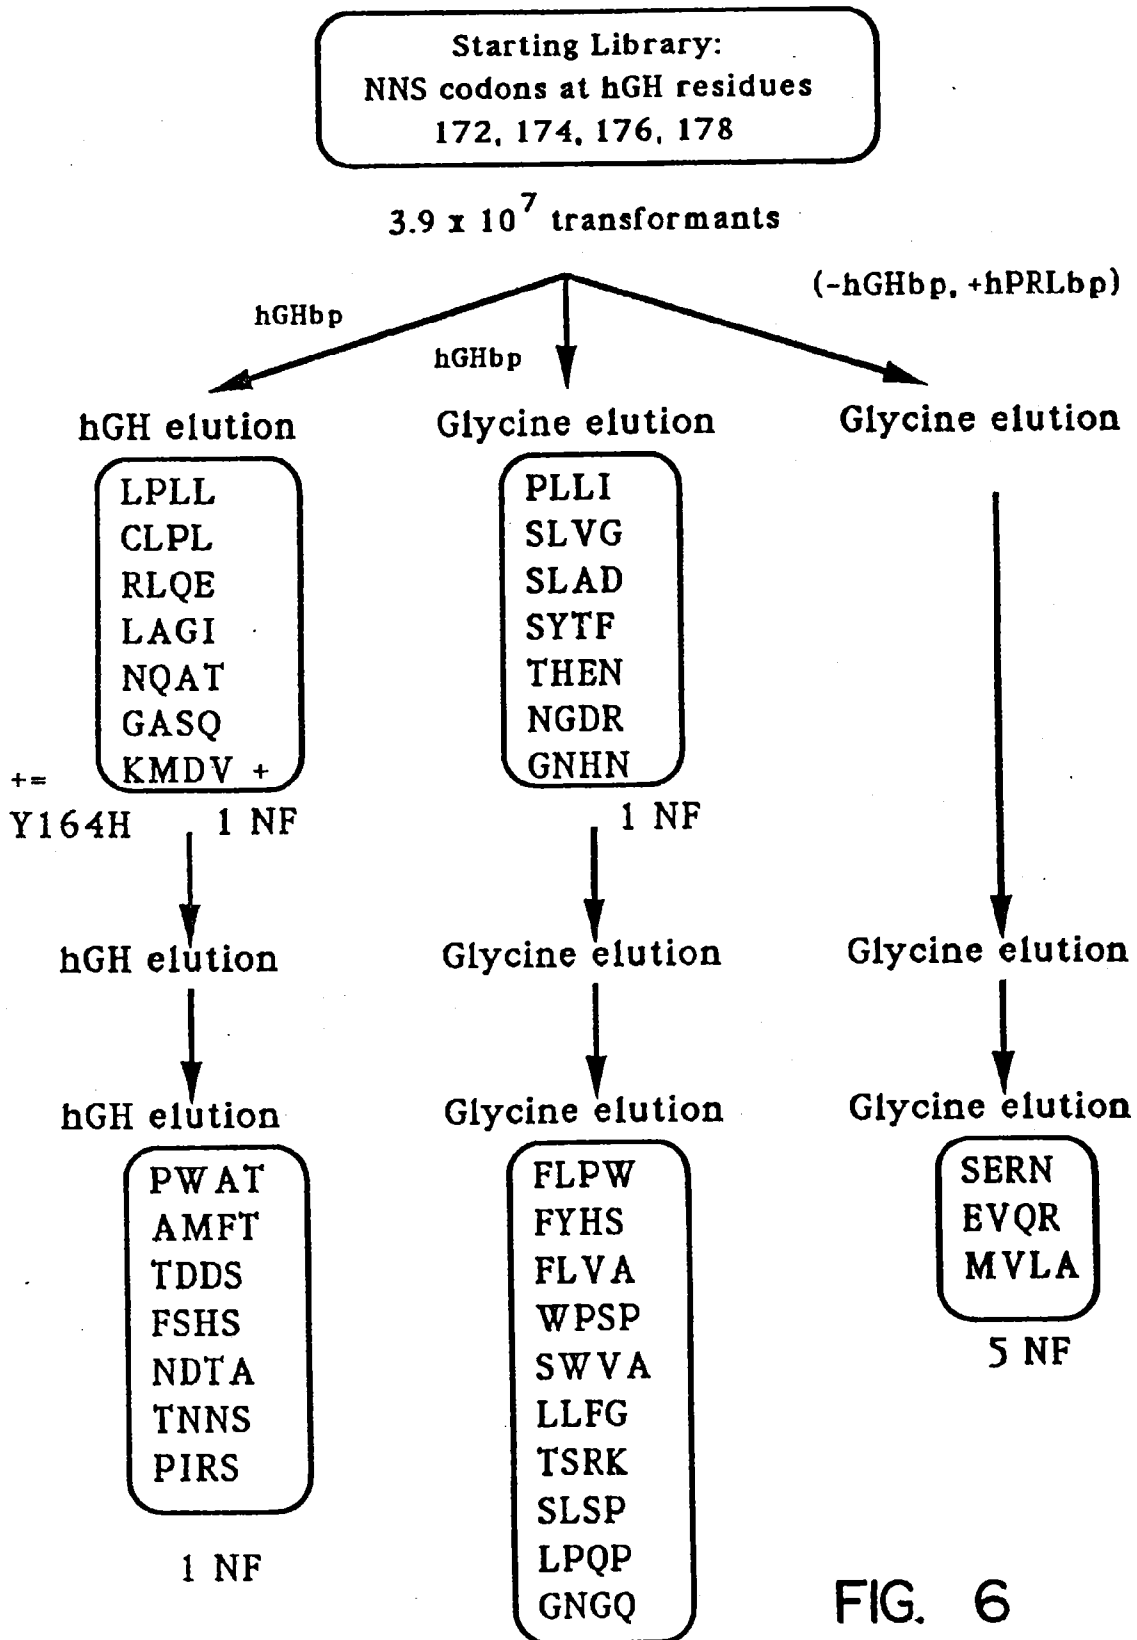 Starting Library:
NNS codons at hGH residues
172, 174, 176, 178
3.9 x 10^7 transformants
(-hGHbp, +hPRLbp)
hGHbp
hGHbp
hGH elution
Glycine elution
Glycine elution
LPLL
CLPL
RLQE
LAGI
NQAT
GASQ
KMDV +
+=
Y164H
1 NF
PLLI
SLVG
SLAD
SYTF
THEN
NGDR
GNHN
1 NF
hGH elution
Glycine elution
Glycine elution
hGH elution
Glycine elution
Glycine elution
PWAT
AMFT
TDDS
FSHS
NDTA
TNNS
PIRS
1 NF
FLPW
FYHS
FLVA
WPSP
SWVA
LLFG
TSRK
SLSP
LPQP
GNGQ
SERN
EVQR
MVLA
5 NF
FIG. 6